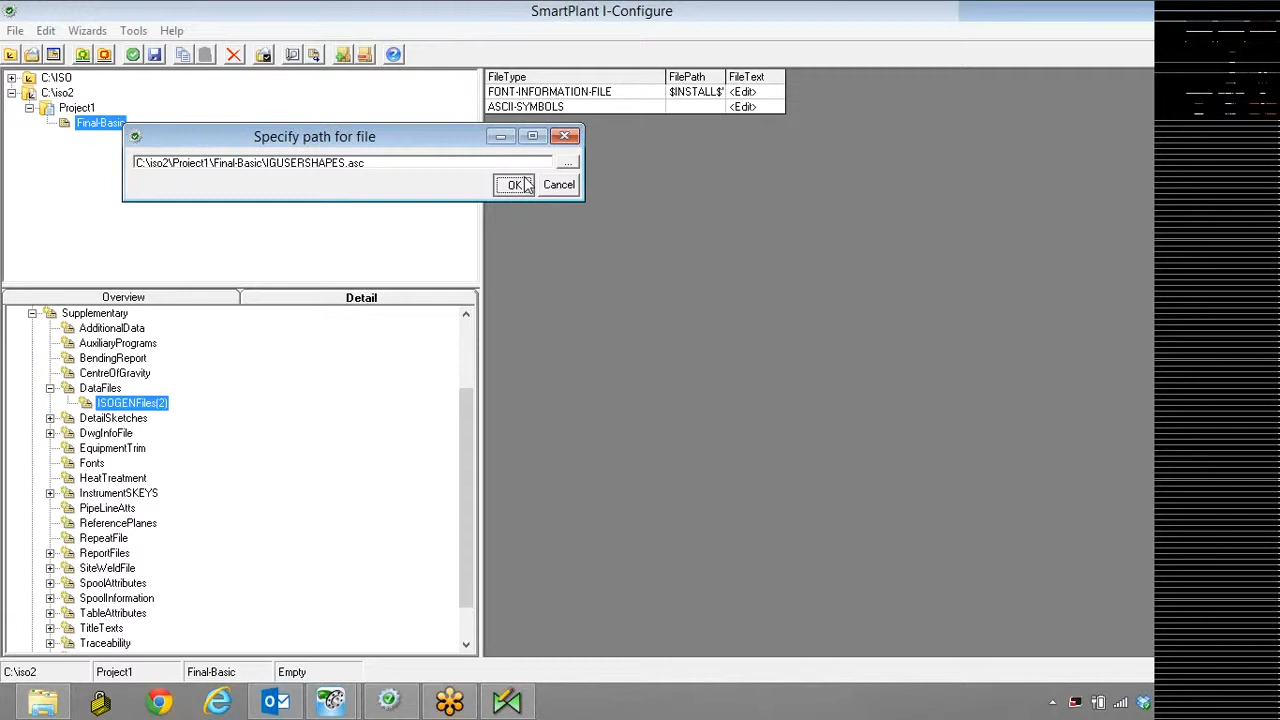 SmartPlant I-Configure
File Edit Wizards Tools Help
C:\ISO
C:\iso2
Project1
Final-Basic
FileType FilePath FileText
FONT-INFORMATION-FILE $INSTALL$' <Edit>
ASCII-SYMBOLS <Edit>
Specify path for file
C:\iso2\Project1\Final-Basic\IGUSERSHAPES.asc ...
OK Cancel
Overview Detail
Supplementary
AdditionalData
AuxiliaryPrograms
BendingReport
CentreOfGravity
DataFiles
ISOGENFiles(2)
DetailSketches
DwgInfoFile
EquipmentTrim
Fonts
HeatTreatment
InstrumentSKEYS
PipeLineAtts
ReferencePlanes
RepeatFile
ReportFiles
SiteWeldFile
SpoolAttributes
SpoolInformation
TableAttributes
TitleTexts
Traceability
C:\iso2 Project1 Final-Basic Empty